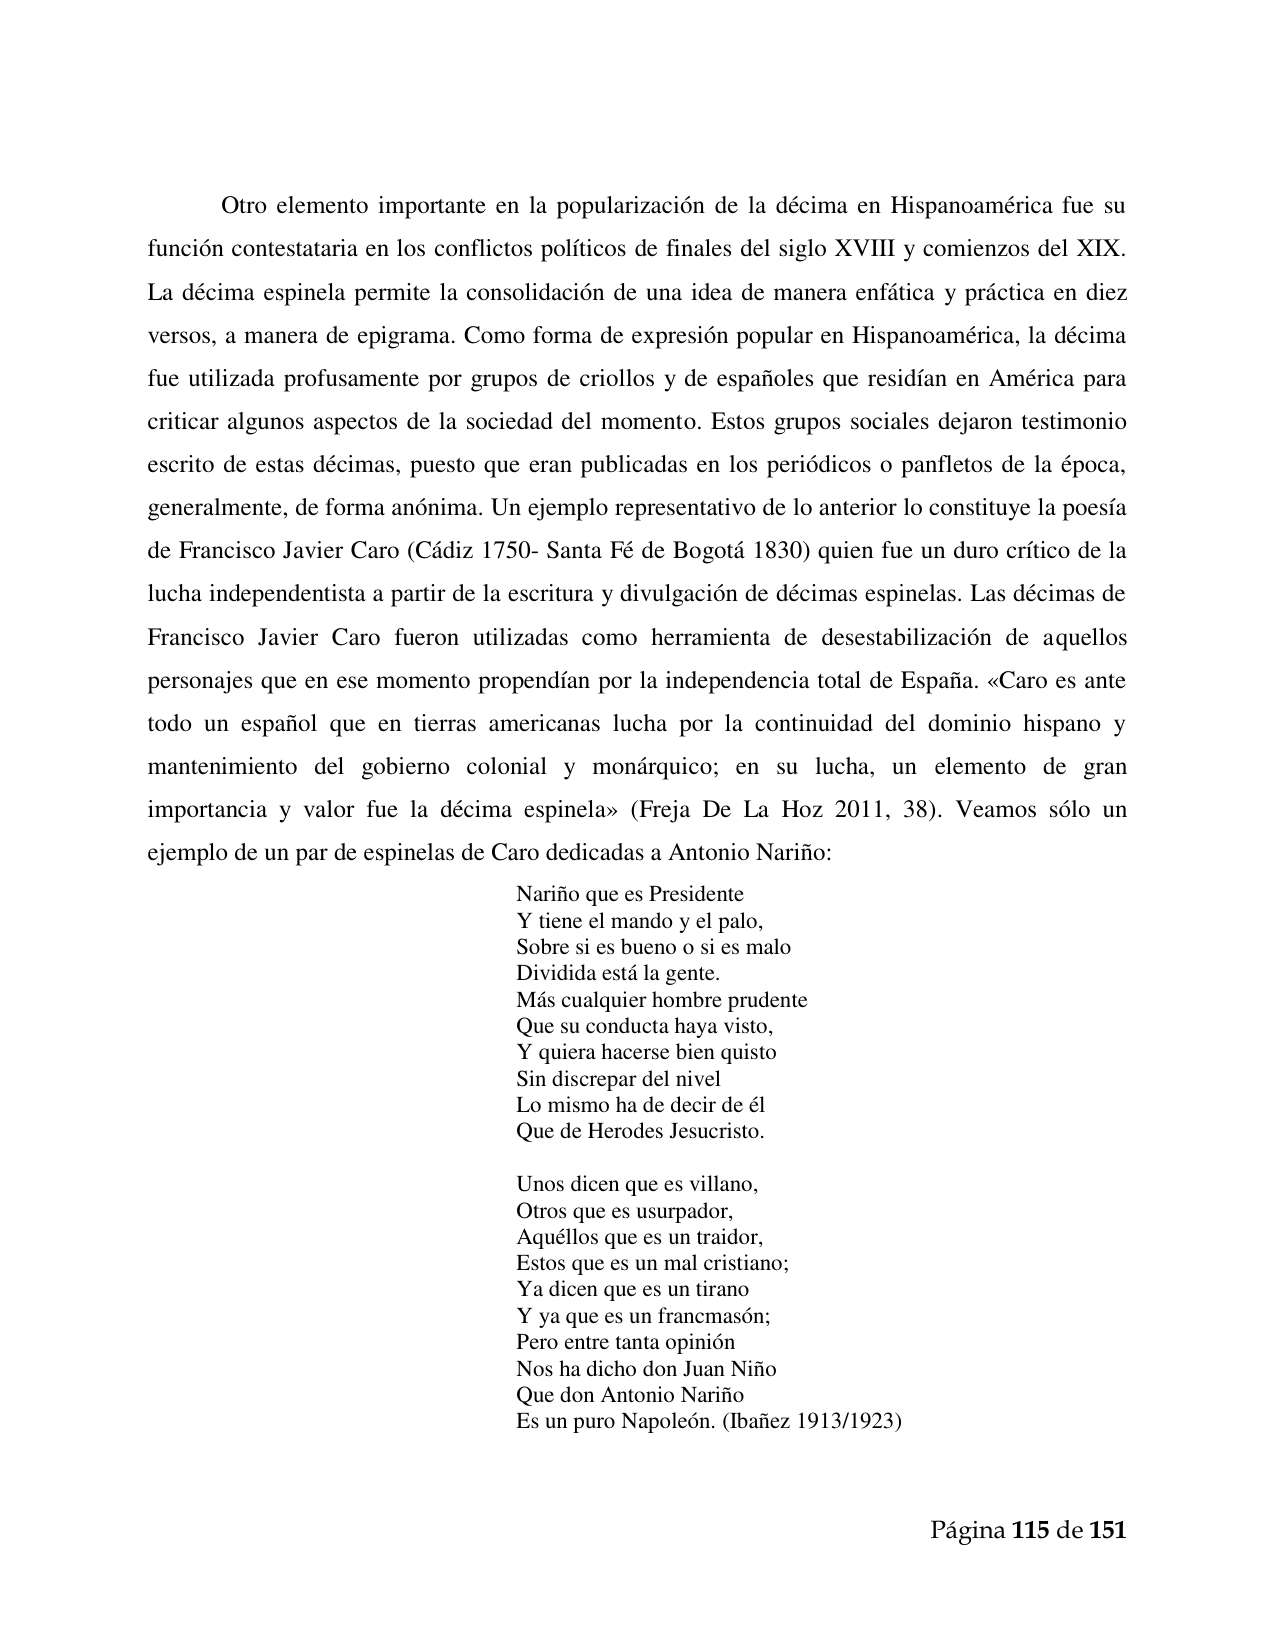 Otro elemento importante en la popularización de la décima en Hispanoamérica fue su
función contestataria en los conflictos políticos de finales del siglo XVIII y comienzos del XIX.
La décima espinela permite la consolidación de una idea de manera enfática y práctica en diez
versos, a manera de epigrama. Como forma de expresión popular en Hispanoamérica, la décima
fue utilizada profusamente por grupos de criollos y de españoles que residían en América para
criticar algunos aspectos de la sociedad del momento. Estos grupos sociales dejaron testimonio
escrito de estas décimas, puesto que eran publicadas en los periódicos o panfletos de la época,
generalmente, de forma anónima. Un ejemplo representativo de lo anterior lo constituye la poesía
de Francisco Javier Caro (Cádiz 1750- Santa Fé de Bogotá 1830) quien fue un duro crítico de la
lucha independentista a partir de la escritura y divulgación de décimas espinelas. Las décimas de
Francisco Javier Caro fueron utilizadas como herramienta de desestabilización de aquellos
personajes que en ese momento propendían por la independencia total de España. «Caro es ante
todo un español que en tierras americanas lucha por la continuidad del dominio hispano y
mantenimiento del gobierno colonial y monárquico; en su lucha, un elemento de gran
importancia y valor fue la décima espinela» (Freja De La Hoz 2011, 38). Veamos sólo un
ejemplo de un par de espinelas de Caro dedicadas a Antonio Nariño:
Nariño que es Presidente
Y tiene el mando y el palo,
Sobre si es bueno o si es malo
Dividida está la gente.
Más cualquier hombre prudente
Que su conducta haya visto,
Y quiera hacerse bien quisto
Sin discrepar del nivel
Lo mismo ha de decir de él
Que de Herodes Jesucristo.
Unos dicen que es villano,
Otros que es usurpador,
Aquéllos que es un traidor,
Estos que es un mal cristiano;
Ya dicen que es un tirano
Y ya que es un francmasón;
Pero entre tanta opinión
Nos ha dicho don Juan Niño
Que don Antonio Nariño
Es un puro Napoleón. (Ibañez 1913/1923)
Página 115 de 151